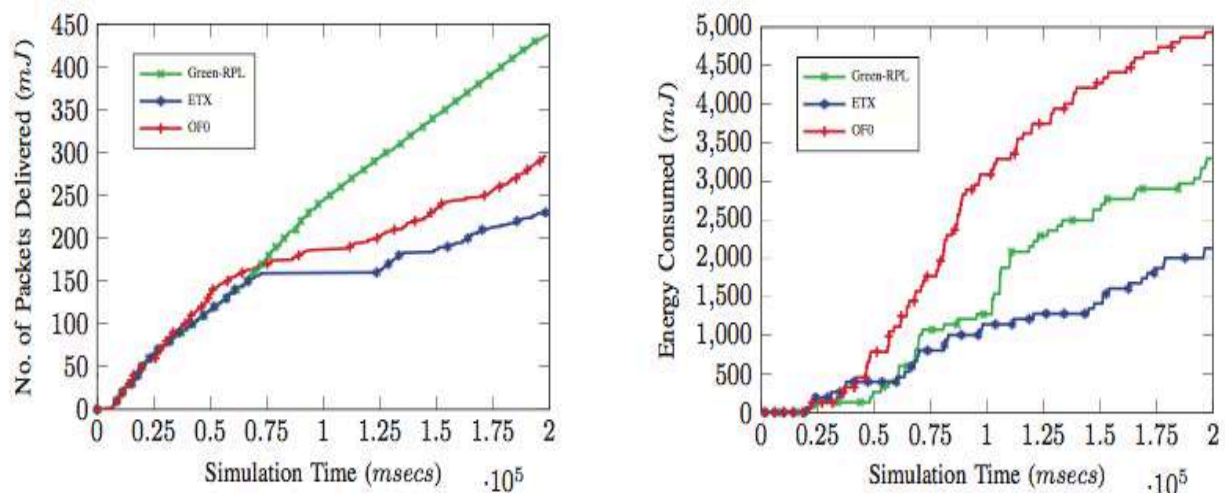 No. of Packets Delivered (mJ)
450
400
350
300
250
200
150
100
50
0
Green-RPL
ETX
OF0
0 0.25 0.5 0.75 1 1.25 1.5 1.75 2
Simulation Time (msecs) ·10⁵
Energy Consumed (mJ)
5,000
4,500
4,000
3,500
3,000
2,500
2,000
1,500
1,000
500
0
Green-RPL
ETX
OF0
0 0.25 0.5 0.75 1 1.25 1.5 1.75 2
Simulation Time (msecs) ·10⁵